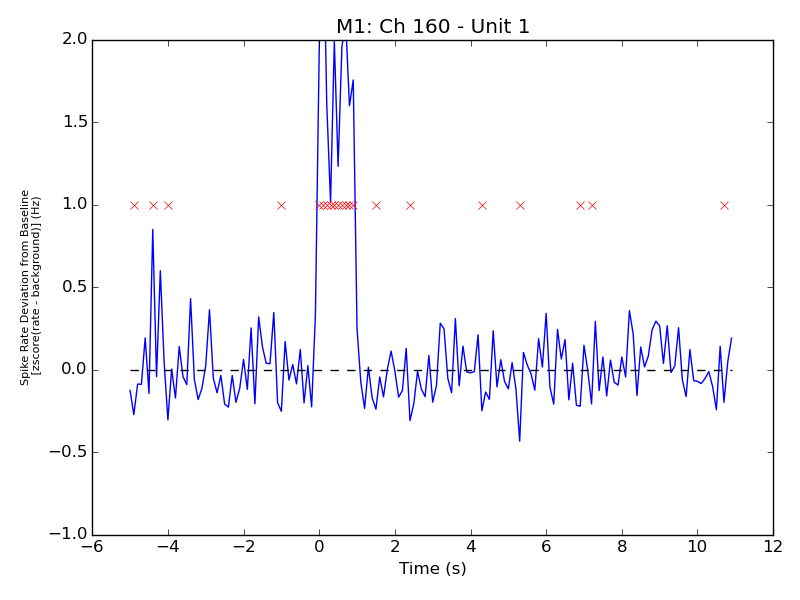 M1: Ch 160 - Unit 1
2.0
1.5
1.0
0.5
0.0
−0.5
−1.0
Spike Rate Deviation from Baseline
[zscore(rate - background)] (Hz)
−6 −4 −2 0 2 4 6 8 10 12
Time (s)